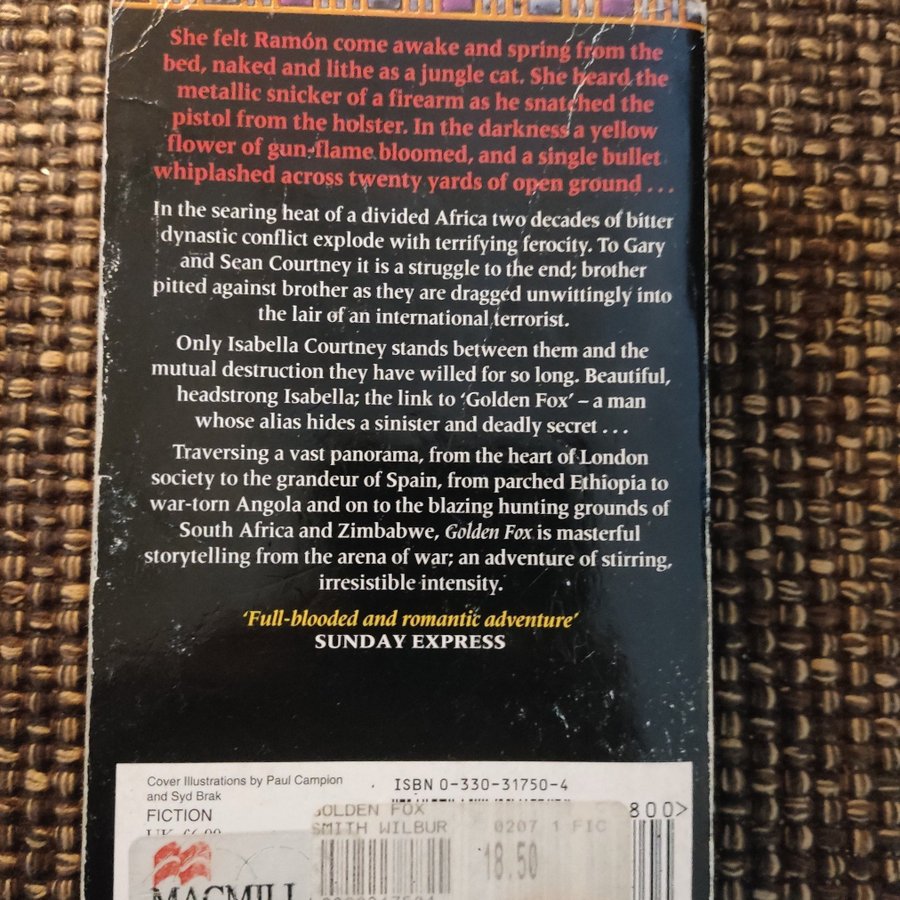 She felt Ramón come awake and spring from the
bed, naked and lithe as a jungle cat. She heard the
metallic snicker of a firearm as he snatched the
pistol from the holster. In the darkness a yellow
flower of gun-flame bloomed, and a single bullet
whiplashed across twenty yards of open ground . . .
In the searing heat of a divided Africa two decades of bitter
dynastic conflict explode with terrifying ferocity. To Gary
and Sean Courtney it is a struggle to the end; brother
pitted against brother as they are dragged unwittingly into
the lair of an international terrorist.
Only Isabella Courtney stands between them and the
mutual destruction they have willed for so long. Beautiful,
headstrong Isabella; the link to ‘Golden Fox’ – a man
whose alias hides a sinister and deadly secret . . .
Traversing a vast panorama, from the heart of London
society to the grandeur of Spain, from parched Ethiopia to
war-torn Angola and on to the blazing hunting grounds of
South Africa and Zimbabwe, Golden Fox is masterful
storytelling from the arena of war; an adventure of stirring,
irresistible intensity.
‘Full-blooded and romantic adventure’
SUNDAY EXPRESS
Cover Illustrations by Paul Campion
and Syd Brak
ISBN 0-330-31750-4
FICTION
GOLDEN FOX
800>
SMITH WILBUR 0207 1 FIC
18.50
MACMILL